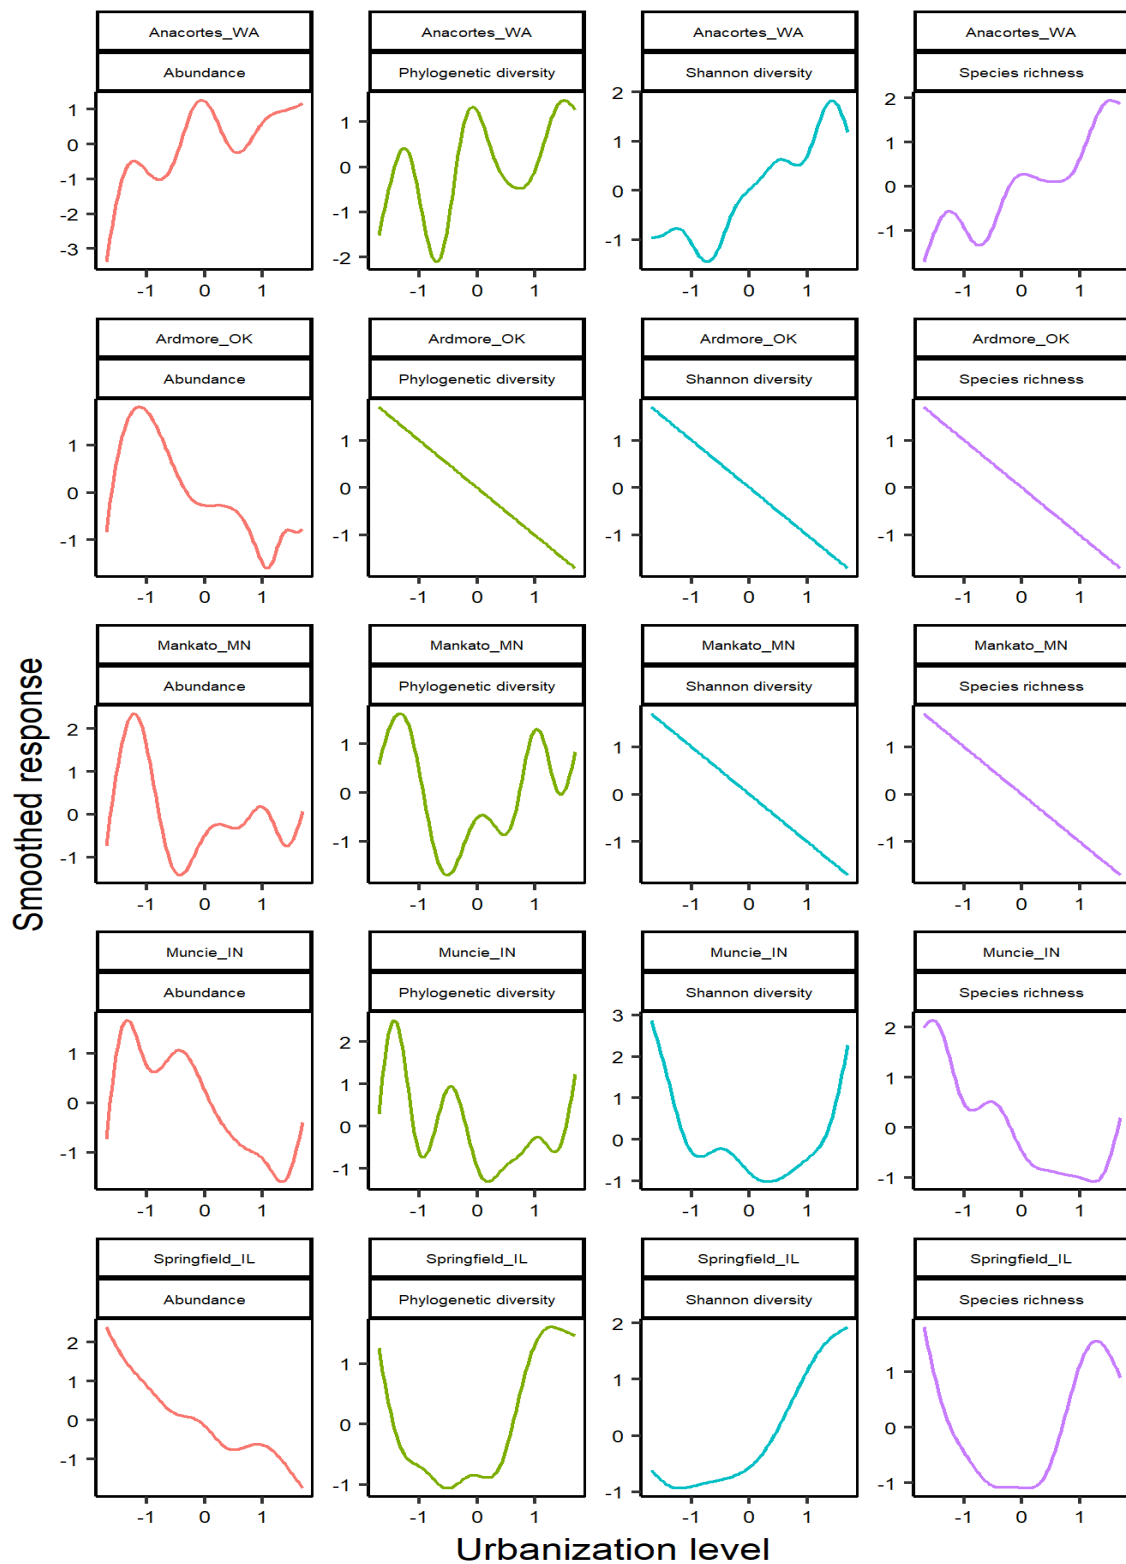 Anacortes_WA Anacortes_WA Anacortes_WA Anacortes_WA
Abundance Phylogenetic diversity Shannon diversity Species richness
1 0 -1 -2 -3 1 0 -1 -2 2 1 0 -1 2 1 0 -1
-1 0 1 -1 0 1 -1 0 1 -1 0 1
Ardmore_OK Ardmore_OK Ardmore_OK Ardmore_OK
Abundance Phylogenetic diversity Shannon diversity Species richness
1 0 -1 1 0 -1 1 0 -1 1 0 -1
-1 0 1 -1 0 1 -1 0 1 -1 0 1
Smoothed response
Mankato_MN Mankato_MN Mankato_MN Mankato_MN
Abundance Phylogenetic diversity Shannon diversity Species richness
2 1 0 -1 1 0 -1 1 0 -1 1 0 -1
-1 0 1 -1 0 1 -1 0 1 -1 0 1
Muncie_IN Muncie_IN Muncie_IN Muncie_IN
Abundance Phylogenetic diversity Shannon diversity Species richness
1 0 -1 2 1 0 -1 3 2 1 0 -1 2 1 0 -1
-1 0 1 -1 0 1 -1 0 1 -1 0 1
Springfield_IL Springfield_IL Springfield_IL Springfield_IL
Abundance Phylogenetic diversity Shannon diversity Species richness
2 1 0 -1 1 0 -1 2 1 0 -1 1 0 -1
-1 0 1 -1 0 1 -1 0 1 -1 0 1
Urbanization level